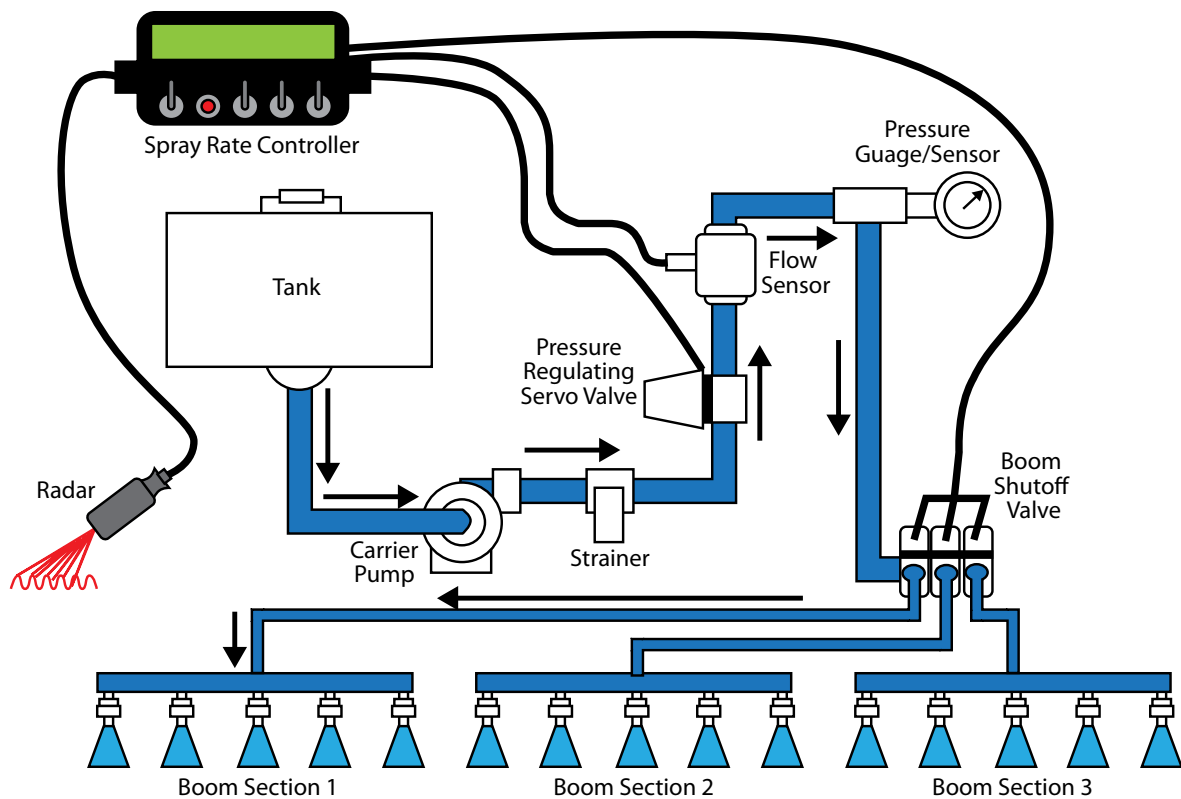 Spray Rate Controller
Pressure
Guage/Sensor
Tank
Flow
Sensor
Pressure
Regulating
Servo Valve
Radar
Carrier
Pump
Strainer
Boom
Shutoff
Valve
Boom Section 1
Boom Section 2
Boom Section 3